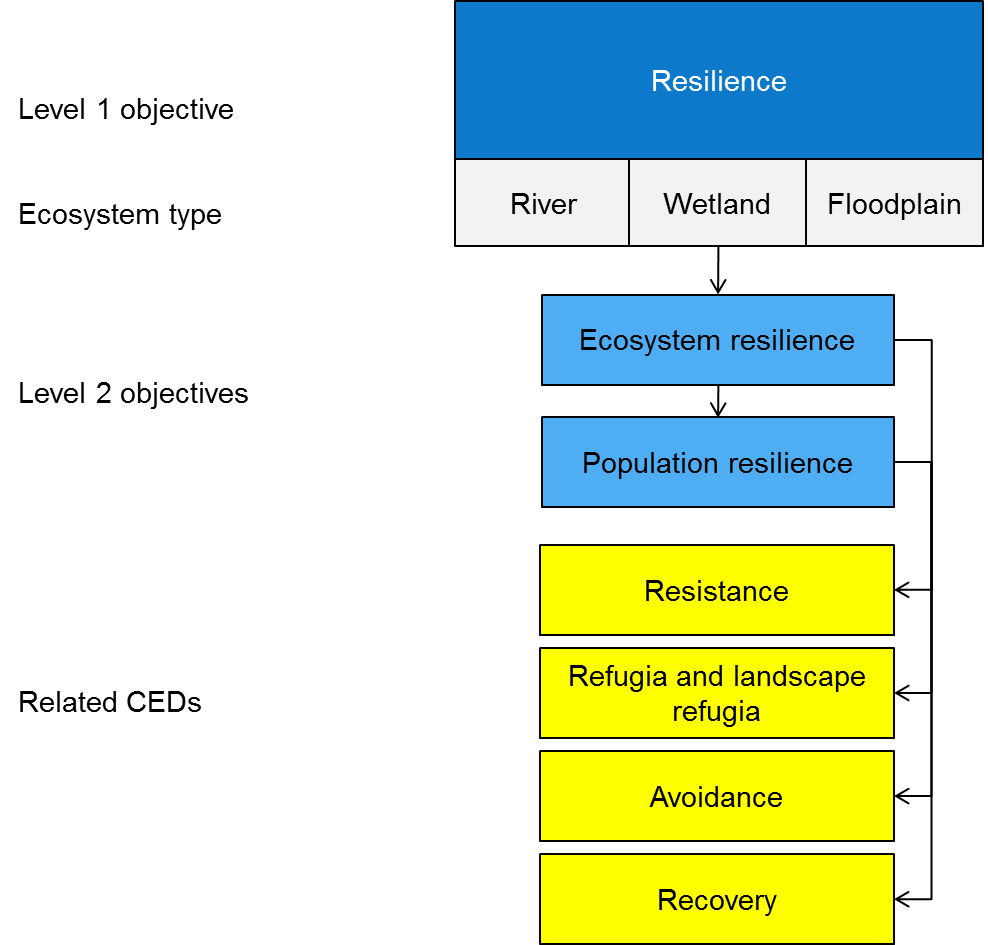 Resilience
Level 1 objective
River
Wetland
Floodplain
Ecosystem type
Ecosystem resilience
Level 2 objectives
Population resilience
Resistance
Refugia and landscape
refugia
Related CEDs
Avoidance
Recovery